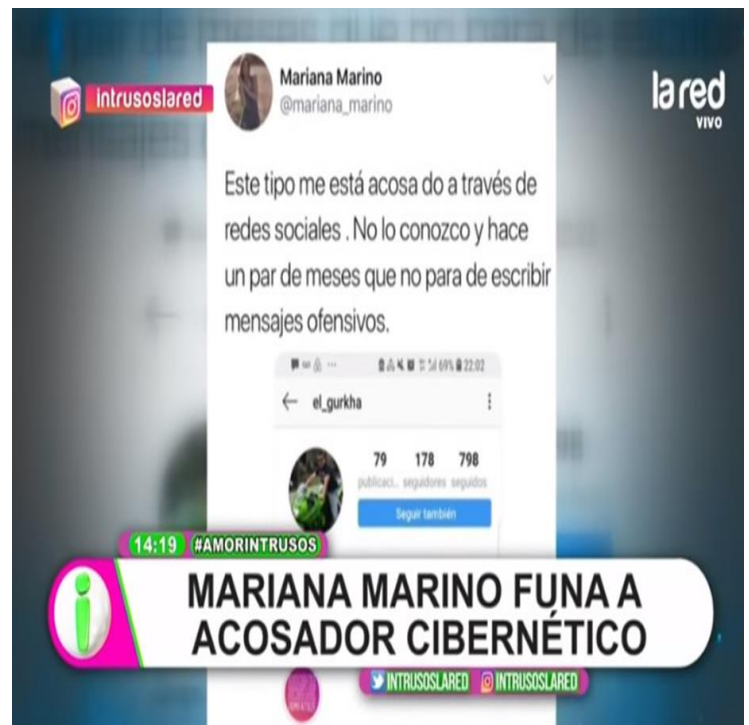 intrusoslared
la red
VIVO
Mariana Marino
@mariana_marino
Este tipo me está acosa do a través de
redes sociales . No lo conozco y hace
un par de meses que no para de escribir
mensajes ofensivos.
69% 22:02
el_gurkha
79 178 798
publicaci... seguidores seguidos
Seguir también
14:19 #AMORINTRUSOS
MARIANA MARINO FUNA A
ACOSADOR CIBERNÉTICO
INTRUSOSLARED INTRUSOSLARED